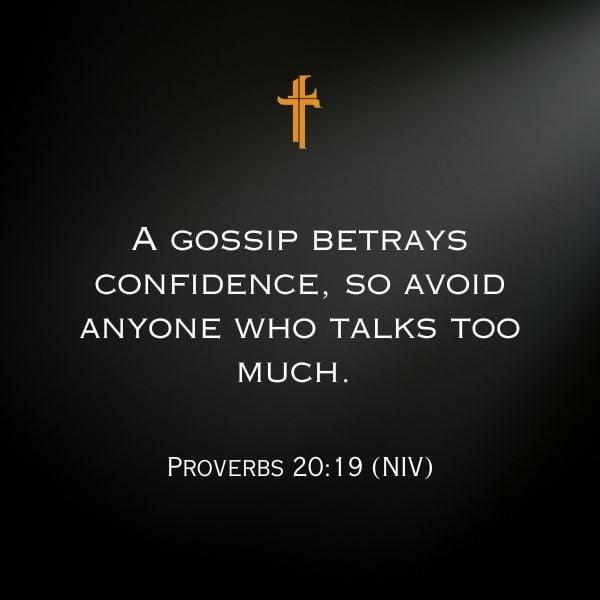 A GOSSIP BETRAYS
CONFIDENCE, SO AVOID
ANYONE WHO TALKS TOO
MUCH.
PROVERBS 20:19 (NIV)